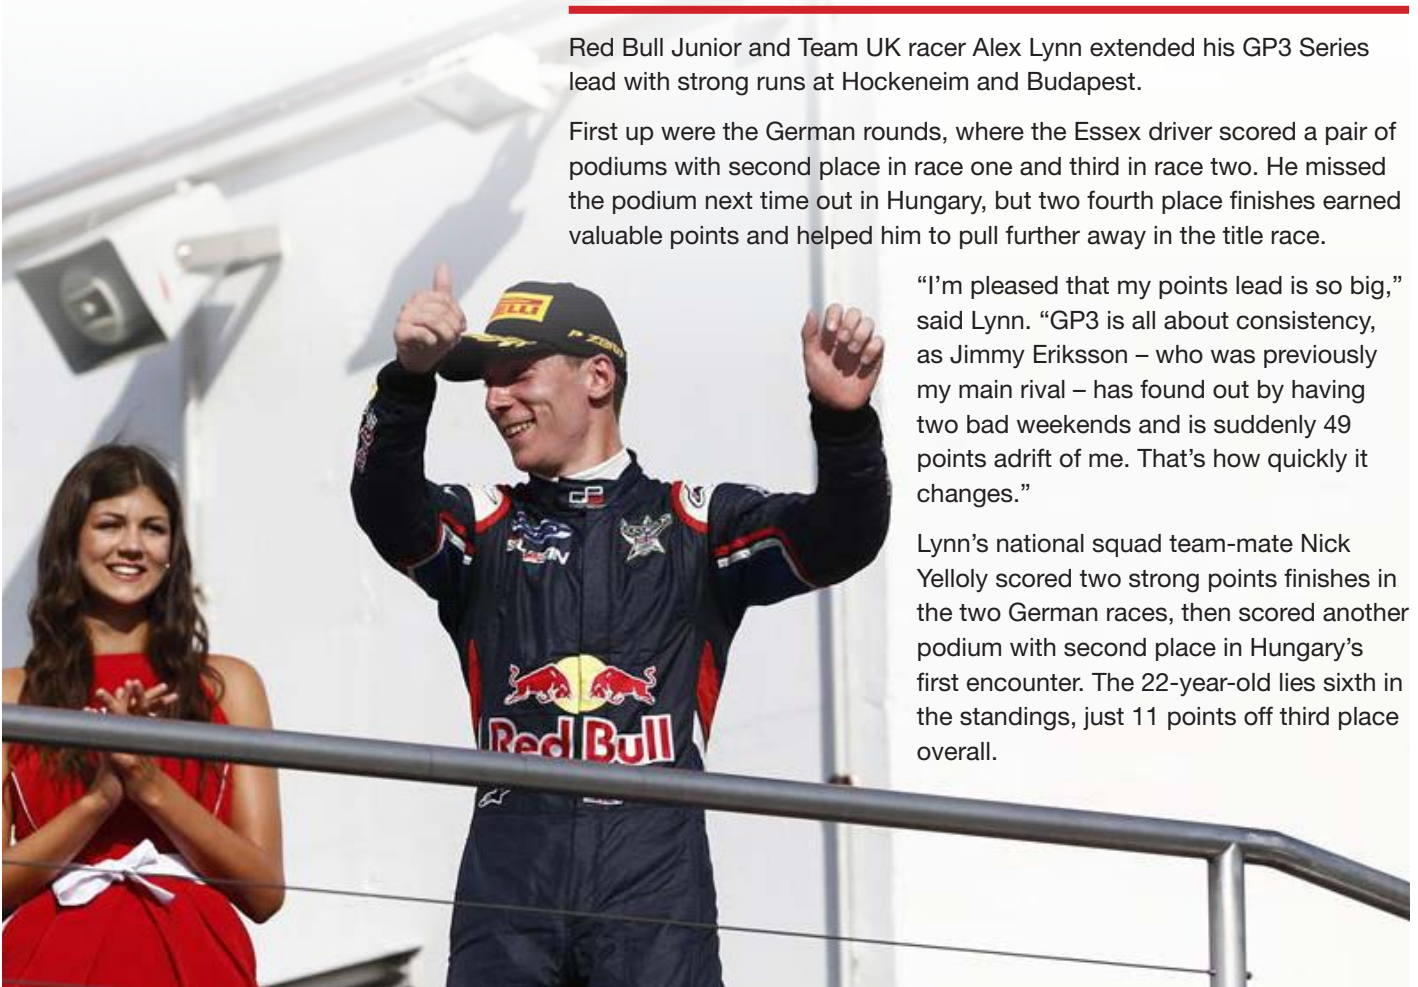 Red Bull Junior and Team UK racer Alex Lynn extended his GP3 Series
lead with strong runs at Hockeneim and Budapest.
First up were the German rounds, where the Essex driver scored a pair of
podiums with second place in race one and third in race two. He missed
the podium next time out in Hungary, but two fourth place finishes earned
valuable points and helped him to pull further away in the title race.
“I’m pleased that my points lead is so big,”
said Lynn. “GP3 is all about consistency,
as Jimmy Eriksson – who was previously
my main rival – has found out by having
two bad weekends and is suddenly 49
points adrift of me. That’s how quickly it
changes.”
Lynn’s national squad team-mate Nick
Yelloly scored two strong points finishes in
the two German races, then scored another
podium with second place in Hungary’s
first encounter. The 22-year-old lies sixth in
the standings, just 11 points off third place
overall.
Red Bull